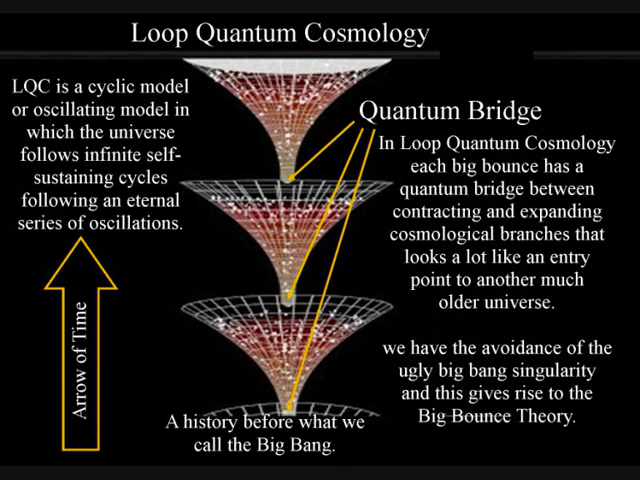 Loop Quantum Cosmology
LQC is a cyclic model
or oscillating model in
which the universe
follows infinite self-
sustaining cycles
following an eternal
series of oscillations.
Arrow of Time
Quantum Bridge
In Loop Quantum Cosmology
each big bounce has a
quantum bridge between
contracting and expanding
cosmological branches that
looks a lot like an entry
point to another much
older universe.
we have the avoidance of the
ugly big bang singularity
and this gives rise to the
Big Bounce Theory.
A history before what we
call the Big Bang.